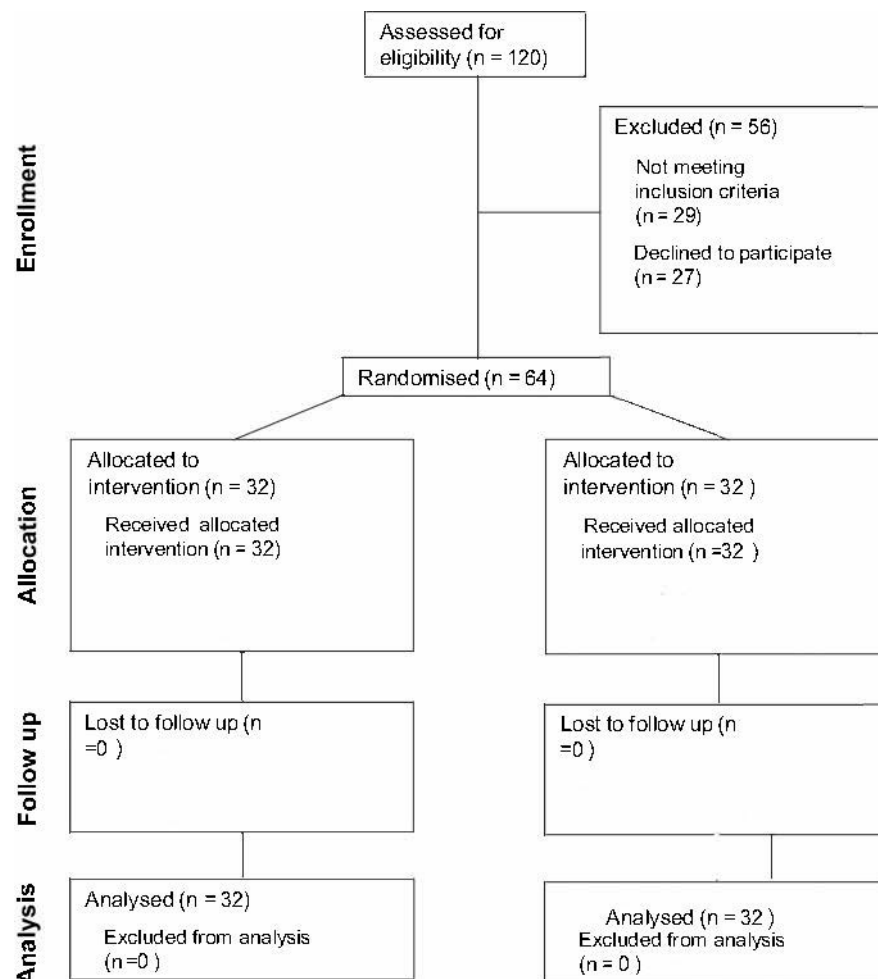 Assessed for
eligibility (n = 120)
Excluded (n = 56)
Not meeting
inclusion criteria
(n = 29)
Declined to participate
(n = 27)
Enrollment
Randomised (n = 64)
Allocated to
intervention (n = 32)
Received allocated
intervention (n = 32)
Allocated to
intervention (n = 32 )
Received allocated
intervention (n =32 )
Allocation
Lost to follow up (n
=0 )
Lost to follow up (n
=0 )
Follow up
Analysed (n = 32)
Excluded from analysis
(n =0 )
Analysed (n = 32 )
Excluded from analysis
(n = 0 )
Analysis